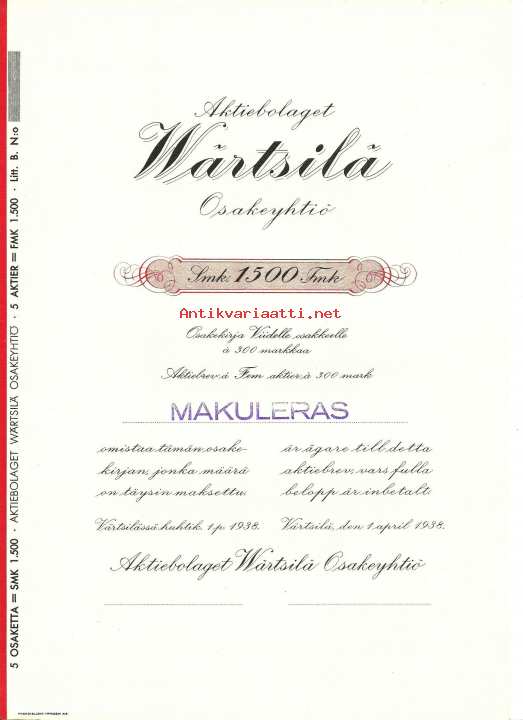 Aktiebolaget
Wärtsilä
Osakeyhtiö
Smk. 1500 Fmk
Antikvariaatti.net
Osakekirja Viidelle osakkeelle
à 300 markkaa
Aktiebrev å Fem aktier à 300 mark
MAKULERAS
omistaa tämän osake-
kirjan, jonka määrä
on täysin maksettu.
Värtsilässä, huhtik. 1 p. 1938.
är ägare till detta
aktiebrev, vars fulla
belopp är inbetalt.
Värtsilä, den 1 april 1938.
Aktiebolaget Wärtsilä Osakeyhtiö
5 OSAKETTA = SMK 1.500 · AKTIEBOLAGET WÄRTSILÄ OSAKEYHTIÖ · 5 AKTIER = FMK 1.500 · Litt. B. N:o